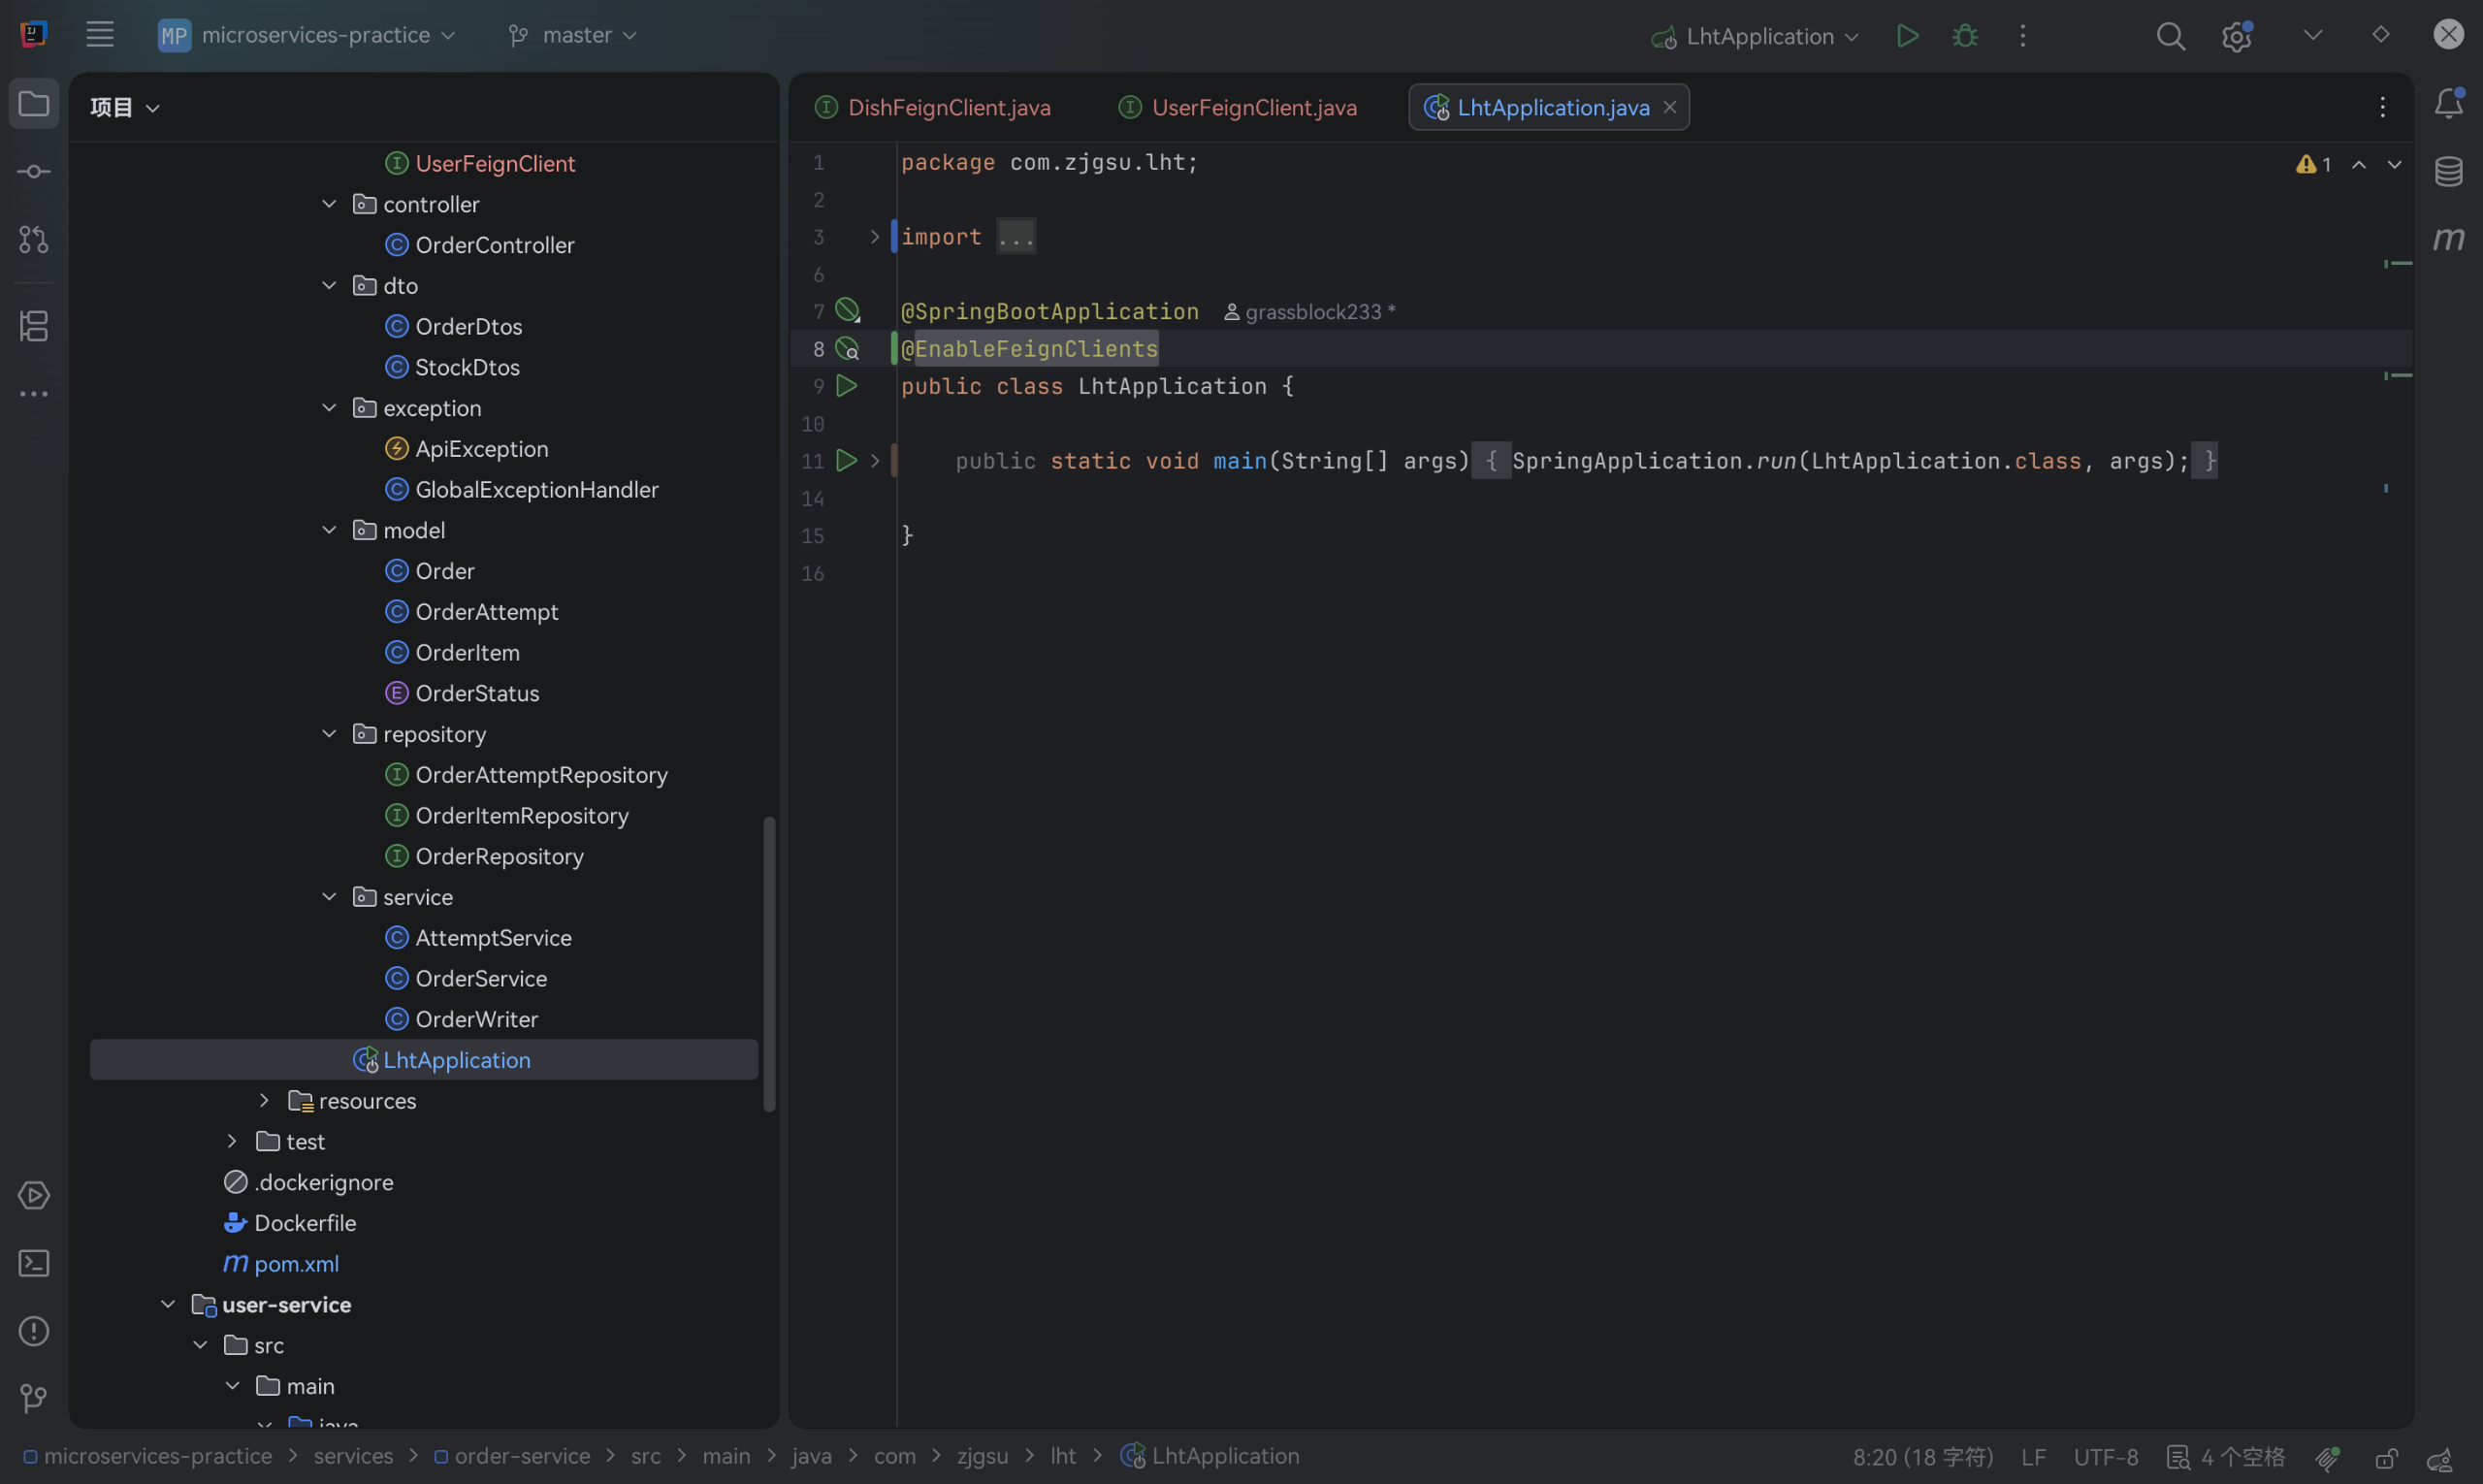 MP microservices-practice
master
LhtApplication
项目
UserFeignClient
controller
OrderController
dto
OrderDtos
StockDtos
exception
ApiException
GlobalExceptionHandler
model
Order
OrderAttempt
OrderItem
OrderStatus
repository
OrderAttemptRepository
OrderItemRepository
OrderRepository
service
AttemptService
OrderService
OrderWriter
LhtApplication
resources
test
.dockerignore
Dockerfile
pom.xml
user-service
src
main
java
DishFeignClient.java
UserFeignClient.java
LhtApplication.java
1 package com.zjgsu.lht;
1
2
3 import ...
6
7 @SpringBootApplication grassblock233 *
8 @EnableFeignClients
9 public class LhtApplication {
10
11 public static void main(String[] args) { SpringApplication.run(LhtApplication.class, args); }
14
15 }
16
microservices-practice > services > order-service > src > main > java > com > zjgsu > lht > LhtApplication
8:20 (18 字符) LF UTF-8 4 个空格